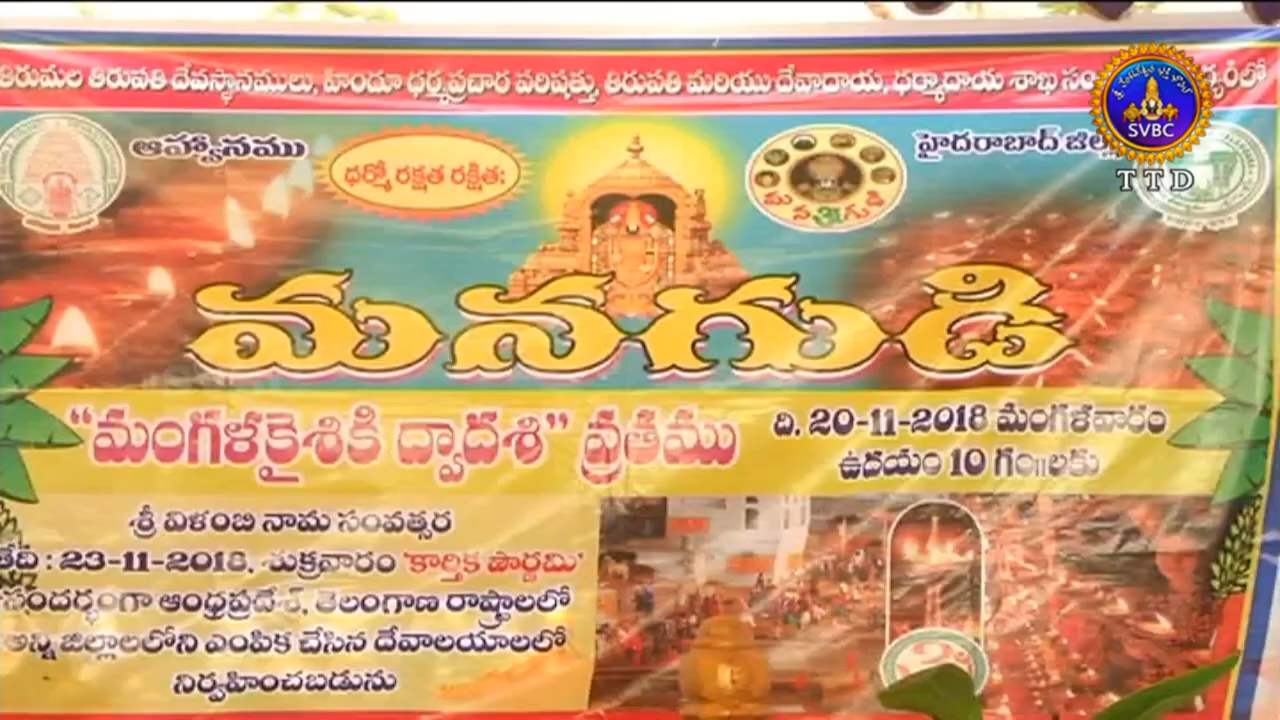 తిరుమల తిరుపతి దేవస్థానములు, హిందూ ధర్మప్రచార పరిషత్తు, తిరుపతి మరియు దేవాదాయ, ధర్మాదాయ శాఖ
SVBC
TTD
ఆహ్వానము
ధర్మో రక్షతి రక్షిత:
మనగుడి
హైదరాబాద్
మనగుడి
"మంగళకైశికి ద్వాదశి" వ్రతము
ది. 20-11-2018 మంగళవారం
ఉదయం 10 గం॥లకు
శ్రీ విళంబి నామ సంవత్సర
తేదీ : 23-11-2018, శుక్రవారం 'కార్తిక పౌర్ణమి'
సందర్భంగా ఆంధ్రప్రదేశ్, తెలంగాణ రాష్ట్రాలలో
అన్ని జిల్లాలలోని ఎంపిక చేసిన దేవాలయాలలో
నిర్వహించబడును